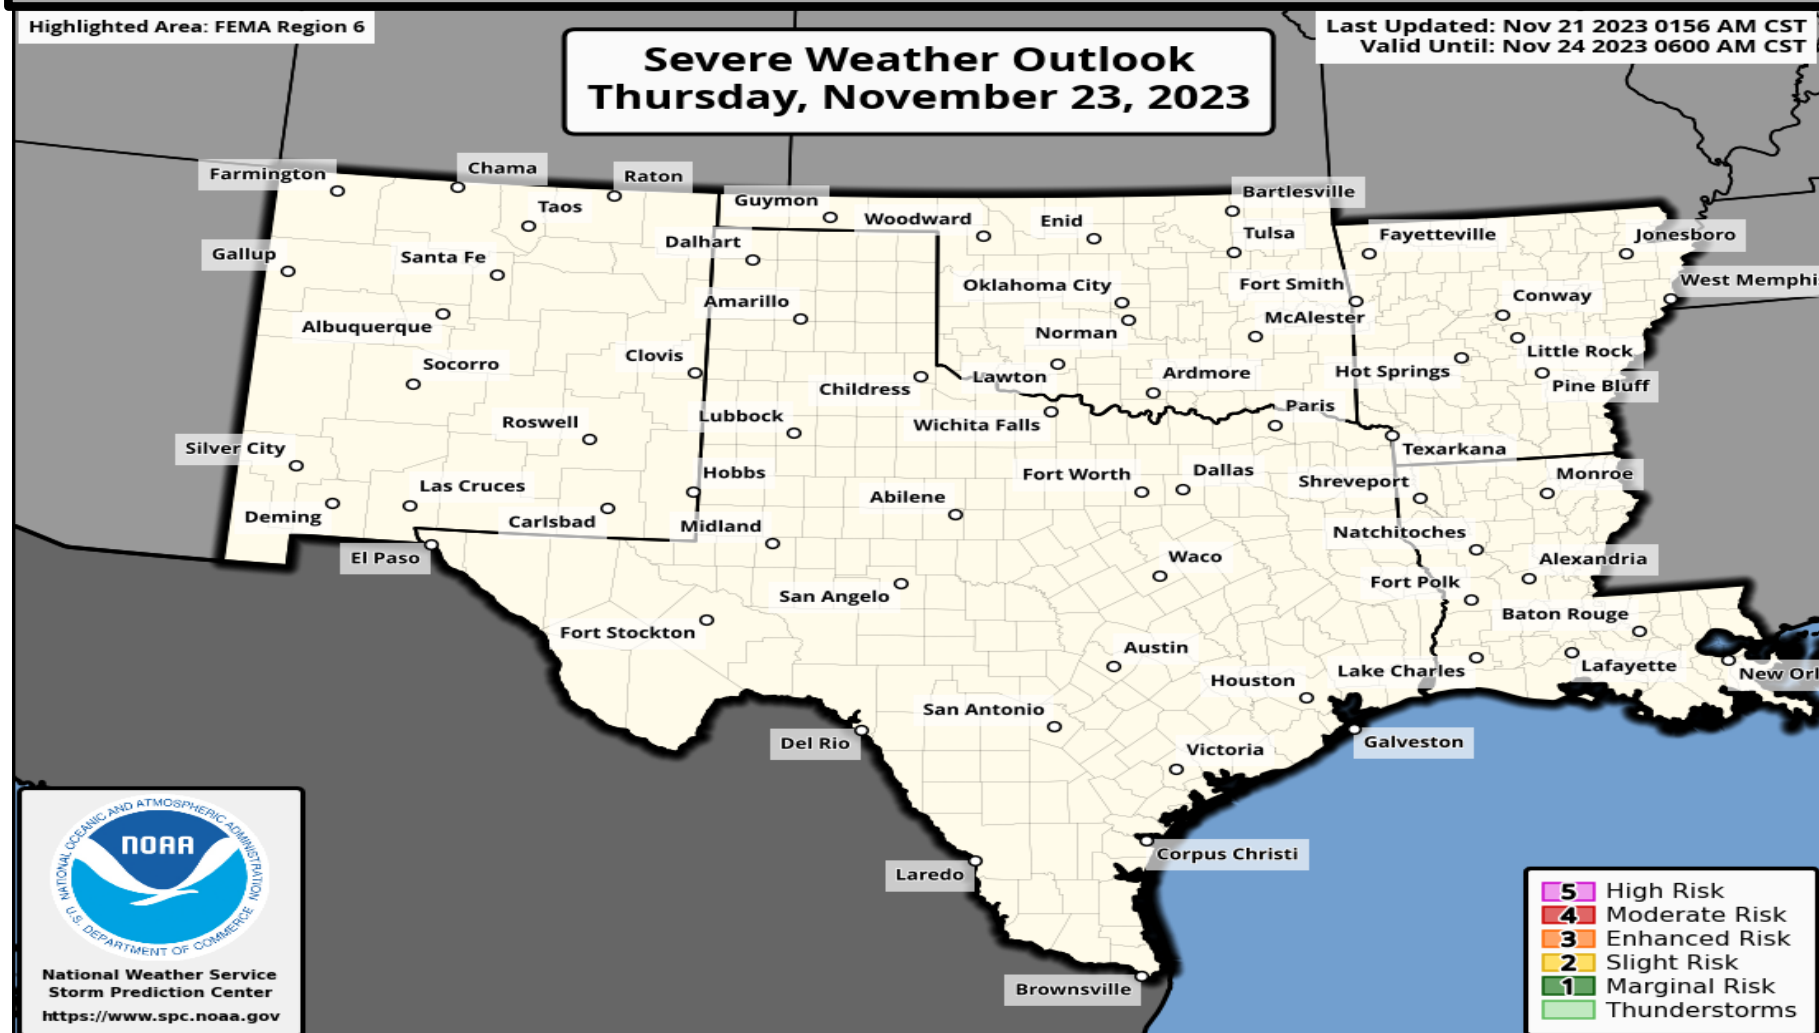 Highlighted Area: FEMA Region 6
Severe Weather Outlook
Thursday, November 23, 2023
Last Updated: Nov 21 2023 0156 AM CST
Valid Until: Nov 24 2023 0600 AM CST
Farmington
Chama
Raton
Taos
Guymon
Woodward
Enid
Bartlesville
Gallup
Santa Fe
Dalhart
Tulsa
Fayetteville
Jonesboro
Albuquerque
Amarillo
Oklahoma City
Fort Smith
Conway
West Memphi
Socorro
Clovis
Norman
McAlester
Little Rock
Childress
Lawton
Ardmore
Hot Springs
Pine Bluff
Roswell
Lubbock
Wichita Falls
Paris
Silver City
Texarkana
Las Cruces
Hobbs
Fort Worth
Dallas
Shreveport
Monroe
Deming
Carlsbad
Midland
Abilene
Natchitoches
El Paso
Waco
Alexandria
San Angelo
Fort Polk
Fort Stockton
Baton Rouge
Austin
Lake Charles
Lafayette
Houston
New Orl
San Antonio
Del Rio
Victoria
Galveston
Corpus Christi
Laredo
Brownsville
NATIONAL OCEANIC AND ATMOSPHERIC ADMINISTRATION
NOAA
U.S. DEPARTMENT OF COMMERCE
National Weather Service
Storm Prediction Center
https://www.spc.noaa.gov
5 High Risk
4 Moderate Risk
3 Enhanced Risk
2 Slight Risk
1 Marginal Risk
Thunderstorms